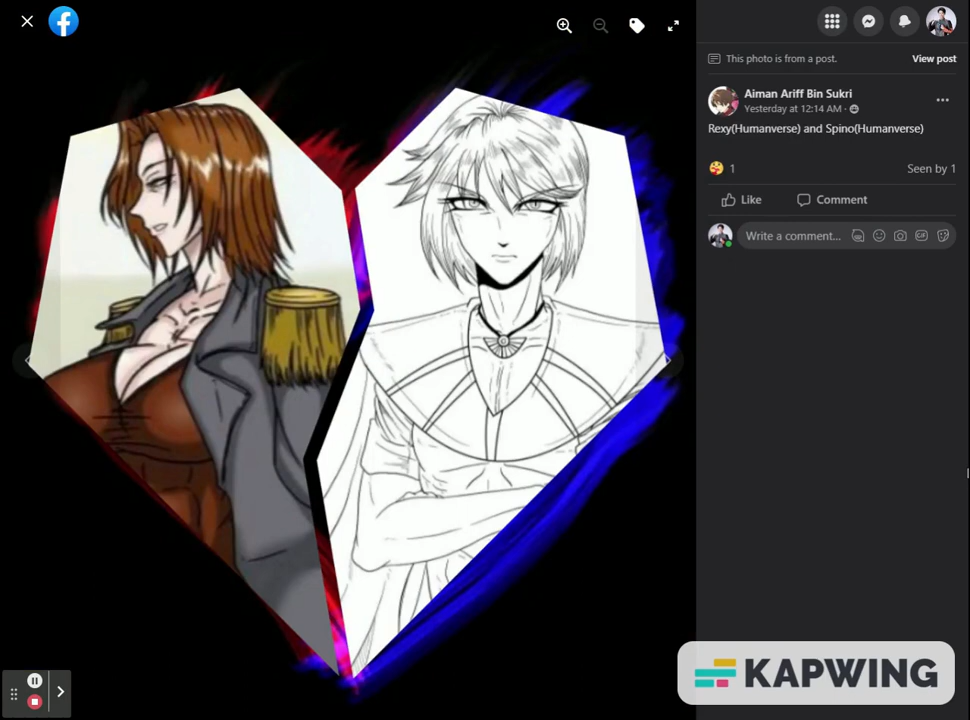 This photo is from a post.
View post
Aiman Ariff Bin Sukri
Yesterday at 12:14 AM ·
Rexy(Humanverse) and Spino(Humanverse)
1
Seen by 1
Like
Comment
Write a comment...
GIF
KAPWING